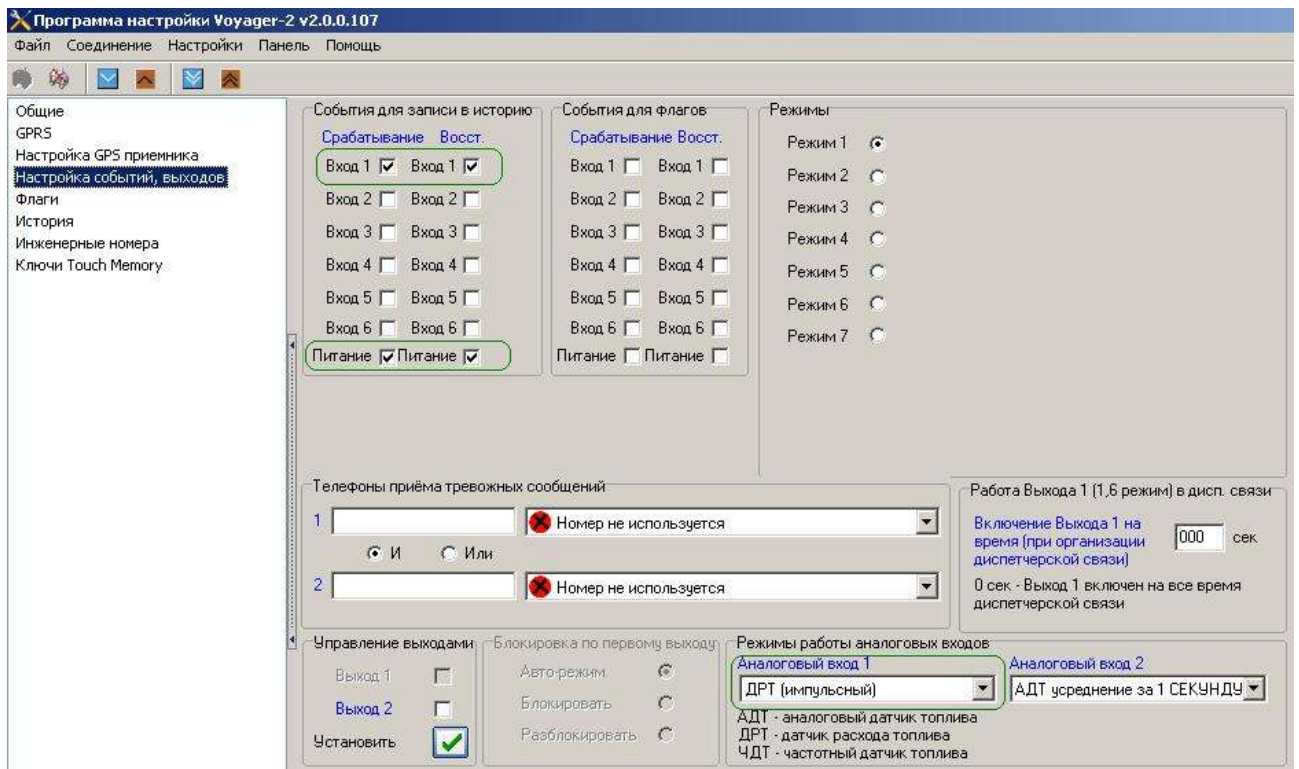 Программа настройки Voyager-2 v2.0.0.107
Файл Соединение Настройки Панель Помощь
Общие
GPRS
Настройка GPS приемника
Настройка событий, выходов
Флаги
История
Инженерные номера
Ключи Touch Memory
События для записи в историю
Срабатывание Восст.
Вход 1 Вход 1
Вход 2 Вход 2
Вход 3 Вход 3
Вход 4 Вход 4
Вход 5 Вход 5
Вход 6 Вход 6
Питание Питание
События для флагов
Срабатывание Восст.
Вход 1 Вход 1
Вход 2 Вход 2
Вход 3 Вход 3
Вход 4 Вход 4
Вход 5 Вход 5
Вход 6 Вход 6
Питание Питание
Режимы
Режим 1
Режим 2
Режим 3
Режим 4
Режим 5
Режим 6
Режим 7
Телефоны приёма тревожных сообщений
1 Номер не используется
И Или
2 Номер не используется
Работа Выхода 1 (1,6 режим) в дисп. связи
Включение Выхода 1 на
время (при организации
диспетчерской связи)
000 сек
0 сек - Выход 1 включен на все время
диспетчерской связи
Управление выходами
Выход 1
Выход 2
Установить
Блокировка по первому выходу
Авто-режим
Блокировать
Разблокировать
Режимы работы аналоговых входов
Аналоговый вход 1
ДРТ (импульсный)
Аналоговый вход 2
АДТ усреднение за 1 СЕКУНДУ
АДТ - аналоговый датчик топлива
ДРТ - датчик расхода топлива
ЧДТ - частотный датчик топлива